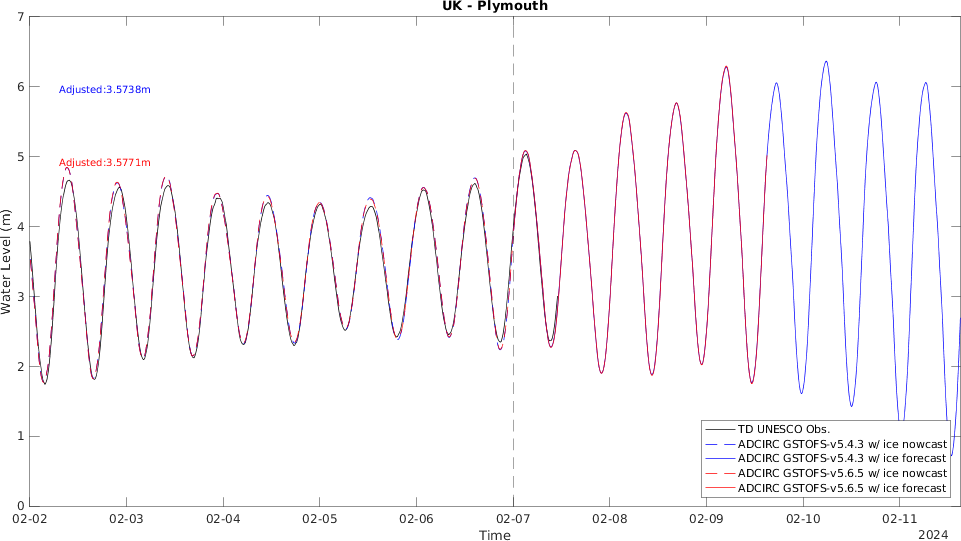 UK - Plymouth
7
6
5
4
3
2
1
0
Water Level (m)
Adjusted:3.5738m
Adjusted:3.5771m
TD UNESCO Obs.
ADCIRC GSTOFS-v5.4.3 w/ ice nowcast
ADCIRC GSTOFS-v5.4.3 w/ ice forecast
ADCIRC GSTOFS-v5.6.5 w/ ice nowcast
ADCIRC GSTOFS-v5.6.5 w/ ice forecast
02-02 02-03 02-04 02-05 02-06 02-07 02-08 02-09 02-10 02-11
Time
2024